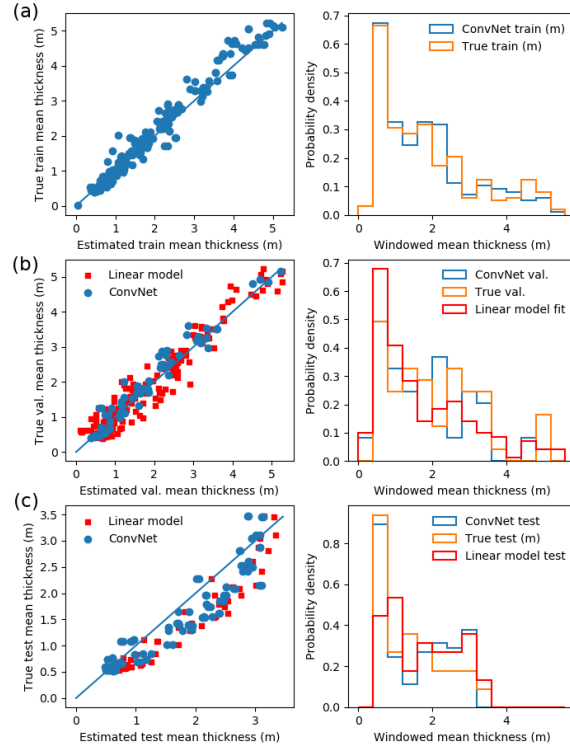 (a)
5
4
3
2
1
0
True train mean thickness (m)
0 1 2 3 4 5
Estimated train mean thickness (m)
0.7
0.6
0.5
0.4
0.3
0.2
0.1
0.0
Probability density
ConvNet train (m)
True train (m)
0 2 4
Windowed mean thickness (m)
(b)
5
4
3
2
1
0
True val. mean thickness (m)
Linear model
ConvNet
0 1 2 3 4 5
Estimated val. mean thickness (m)
0.7
0.6
0.5
0.4
0.3
0.2
0.1
0.0
Probability density
ConvNet val.
True val.
Linear model fit
0 2 4
Windowed mean thickness (m)
(c)
3.5
3.0
2.5
2.0
1.5
1.0
0.5
0.0
True test mean thickness (m)
Linear model
ConvNet
0 1 2 3
Estimated test mean thickness (m)
0.8
0.6
0.4
0.2
0.0
Probability density
ConvNet test
True test (m)
Linear model test
0 2 4
Windowed mean thickness (m)